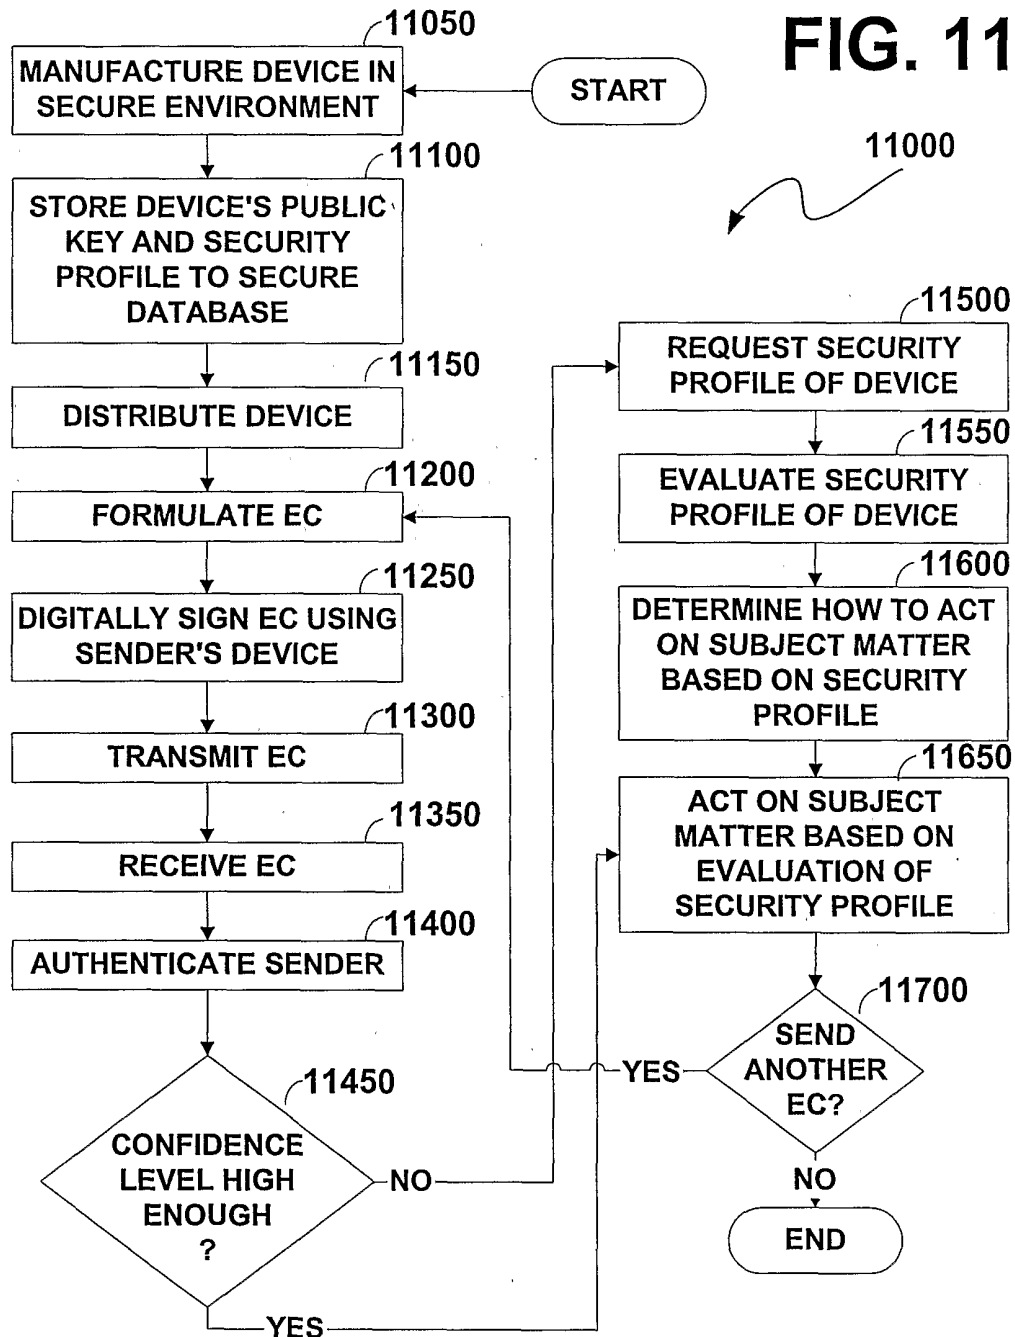 FIG. 11
START
11050
MANUFACTURE DEVICE IN
SECURE ENVIRONMENT
11100
STORE DEVICE'S PUBLIC
KEY AND SECURITY
PROFILE TO SECURE
DATABASE
11150
DISTRIBUTE DEVICE
11200
FORMULATE EC
11250
DIGITALLY SIGN EC USING
SENDER'S DEVICE
11300
TRANSMIT EC
11350
RECEIVE EC
11400
AUTHENTICATE SENDER
11450
CONFIDENCE
LEVEL HIGH
ENOUGH
?
NO
YES
11000
11500
REQUEST SECURITY
PROFILE OF DEVICE
11550
EVALUATE SECURITY
PROFILE OF DEVICE
11600
DETERMINE HOW TO ACT
ON SUBJECT MATTER
BASED ON SECURITY
PROFILE
11650
ACT ON SUBJECT
MATTER BASED ON
EVALUATION OF
SECURITY PROFILE
11700
SEND
ANOTHER
EC?
YES
NO
END